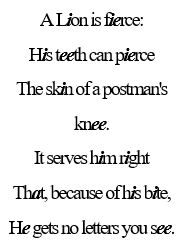 A Lion is fierce:
His teeth can pierce
The skin of a postman's
knee.
It serves him right
That, because of his bite,
He gets no letters you see.